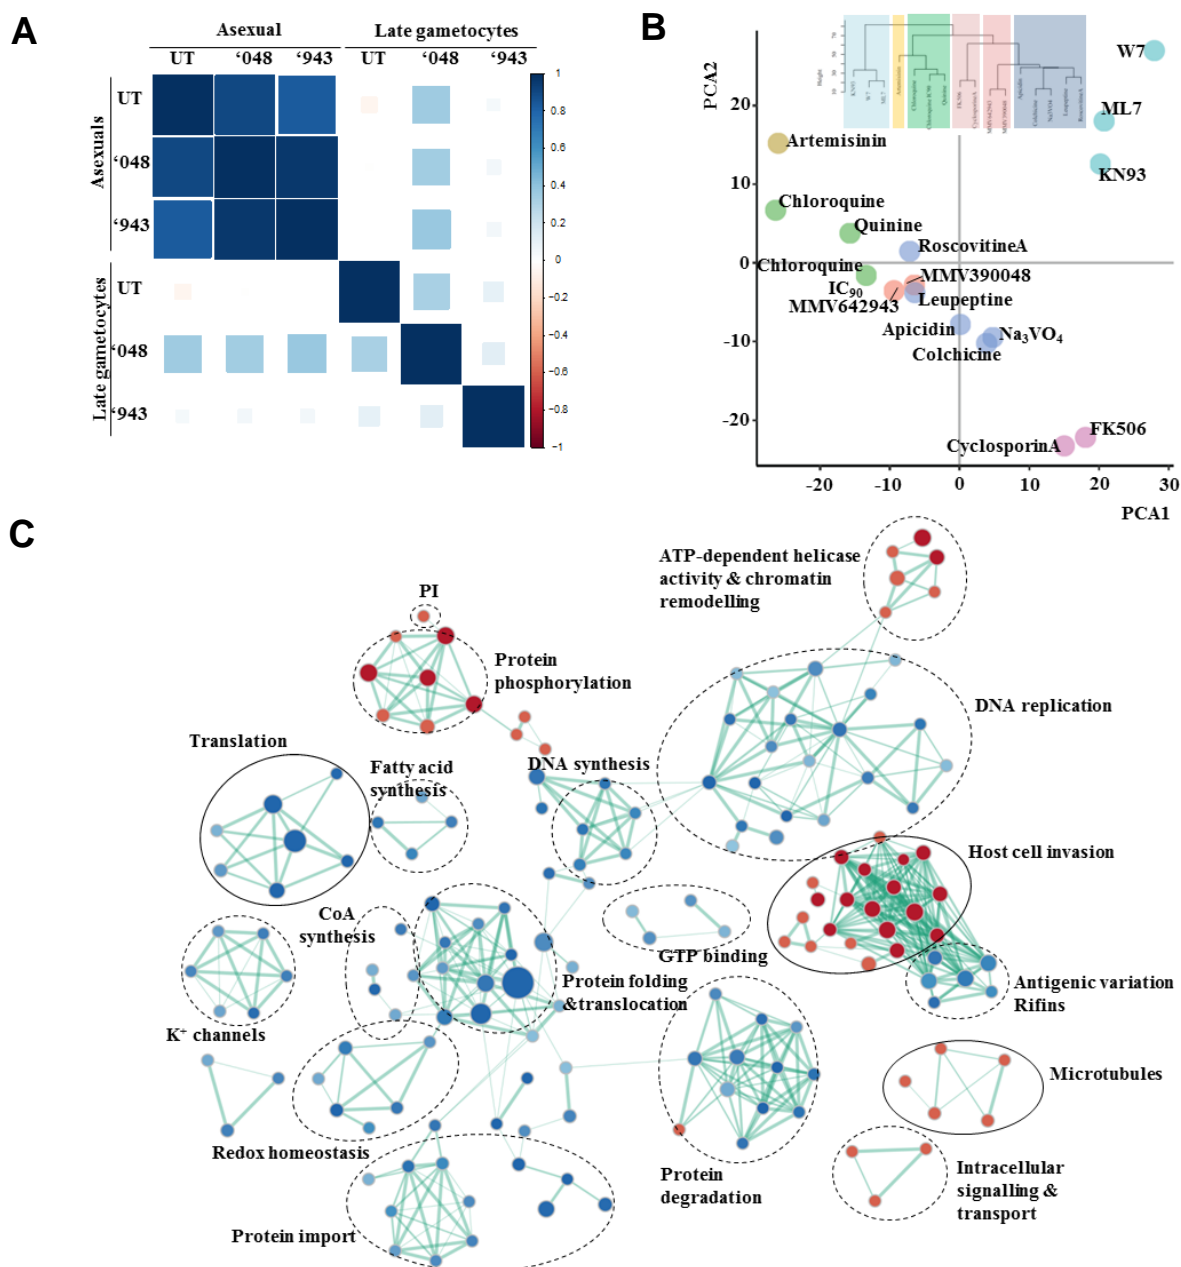 A
Asexual
Late gametocytes
UT
‘048
‘943
UT
‘048
‘943
Asexuals
UT
‘048
‘943
Late gametocytes
UT
‘048
‘943
1
0.8
0.6
0.4
0.2
0
−0.2
−0.4
−0.6
−0.8
−1
B
PCA2
20
10
0
-10
-20
-20
-10
0
10
20
30
PCA1
Height
W7
ML7
KN93
Artemisinin
Chloroquine
Quinine
RoscovitineA
Chloroquine
IC90
MMV390048
MMV642943
Leupeptine
Apicidin
Na3VO4
Colchicine
FK506
CyclosporinA
C
ATP-dependent helicase
activity & chromatin
remodelling
PI
Protein
phosphorylation
DNA replication
Translation
Fatty acid
synthesis
DNA synthesis
Host cell invasion
CoA
synthesis
GTP binding
Protein folding
&translocation
Antigenic variation
Rifins
K+ channels
Microtubules
Redox homeostasis
Protein
degradation
Intracellular
signalling &
transport
Protein import